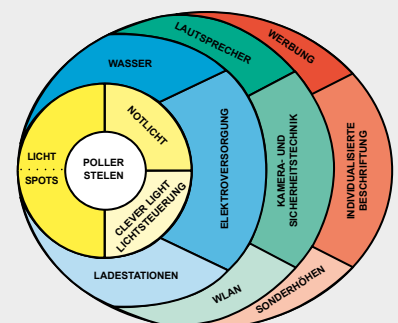 WERBUNG
LAUTSPRECHER
WASSER
NOTLICHT
LICHT
SPOTS
POLLER
STELEN
CLEVER LIGHT
LICHTSTEUERUNG
ELEKTROVERSORGUNG
KAMERA- UND
SICHERHEITSTECHNIK
INDIVIDUALISIERTE
BESCHRIFTUNG
LADESTATIONEN
WLAN
SONDERHÖHEN